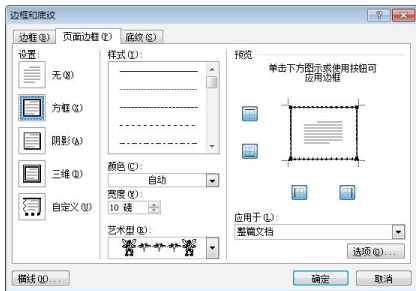 边框和底纹
边框(B) 页面边框(P) 底纹(S)
设置:
无(N)
方框(X)
阴影(A)
三维(D)
自定义(U)
样式(Y):
颜色(C):
自动
宽度(W):
10 磅
艺术型(R):
预览
单击下方图示或使用按钮可
应用边框
应用于(L):
整篇文档
选项(O)...
横线(H)...
确定 取消